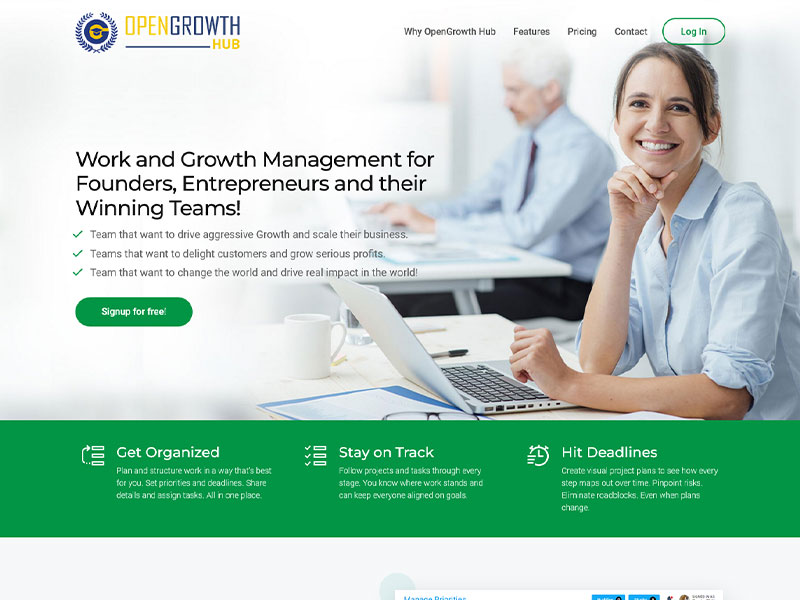 OPENGROWTH
HUB
Why OpenGrowth Hub Features Pricing Contact Log In
Work and Growth Management for
Founders, Entrepreneurs and their
Winning Teams!
Team that want to drive aggressive Growth and scale their business.
Teams that want to delight customers and grow serious profits.
Team that want to change the world and drive real impact in the world!
Signup for free!
Get Organized
Plan and structure work in a way that's best
for you. Set priorities and deadlines. Share
details and assign tasks. All in one place.
Stay on Track
Follow projects and tasks through every
stage. You know where work stands and
can keep everyone aligned on goals.
Hit Deadlines
Create visual project plans to see how every
step maps out over time. Pinpoint risks.
Eliminate roadblocks. Even when plans
change.
Manage Priorities